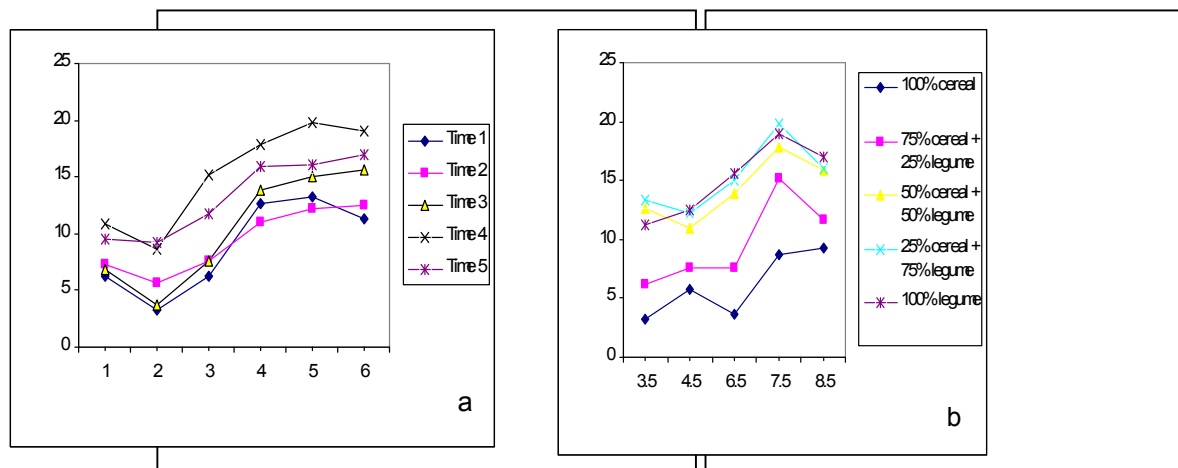 25
20
15
10
5
0
1 2 3 4 5 6
Time 1
Time 2
Time 3
Time 4
Time 5
a
25
20
15
10
5
0
3.5 4.5 6.5 7.5 8.5
100% cereal
75% cereal +
25% legume
50% cereal +
50% legume
25% cereal +
75% legume
100% legume
b